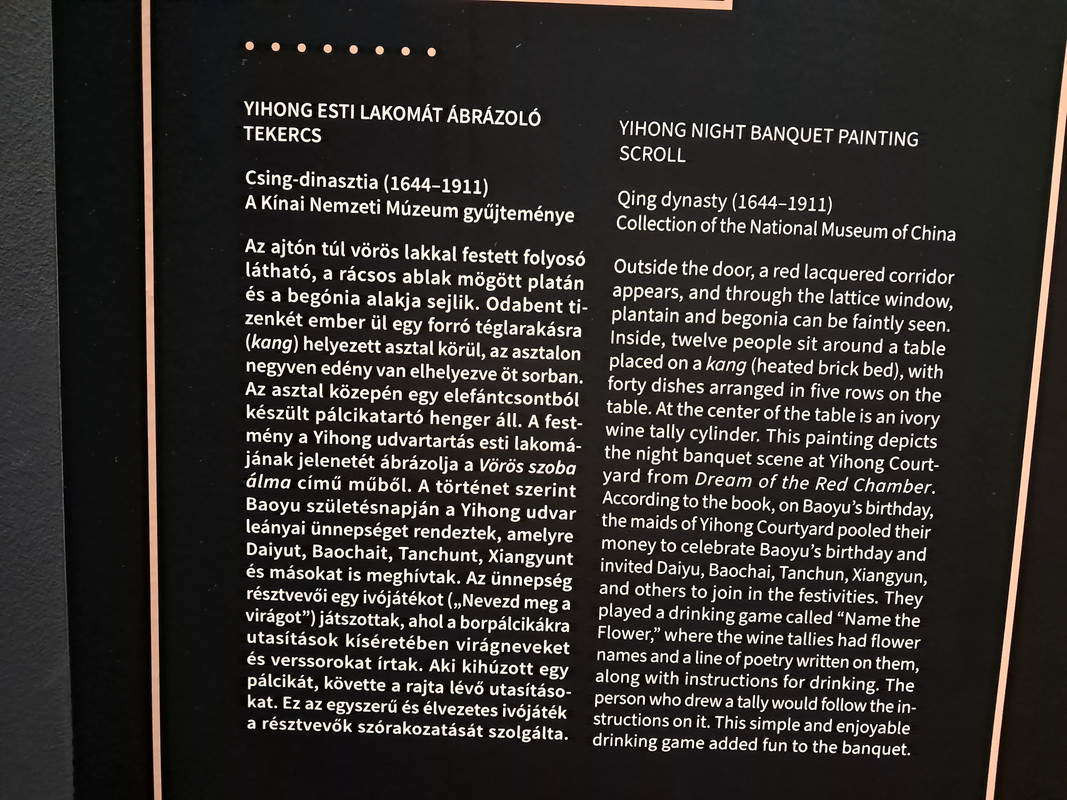 YIHONG ESTI LAKOMÁT ÁBRÁZOLÓ
TEKERCS
Csing-dinasztia (1644–1911)
A Kínai Nemzeti Múzeum gyűjteménye
Az ajtón túl vörös lakkal festett folyosó
látható, a rácsos ablak mögött platán
és a begónia alakja sejlik. Odabent ti-
zenkét ember ül egy forró téglarakásra
(kang) helyezett asztal körül, az asztalon
negyven edény van elhelyezve öt sorban.
Az asztal közepén egy elefántcsontból
készült pálcikatartó henger áll. A fest-
mény a Yihong udvartartás esti lakomá-
jának jelenetét ábrázolja a Vörös szoba
álma című műből. A történet szerint
Baoyu születésnapján a Yihong udvar
leányai ünnepséget rendeztek, amelyre
Daiyut, Baochait, Tanchunt, Xiangyunt
és másokat is meghívtak. Az ünnepség
résztvevői egy ivójátékot („Nevezd meg a
virágot”) játszottak, ahol a borpálcikákra
utasítások kíséretében virágneveket
és verssorokat írtak. Aki kihúzott egy
pálcikát, követte a rajta lévő utasításo-
kat. Ez az egyszerű és élvezetes ivójáték
a résztvevők szórakozatását szolgálta.
YIHONG NIGHT BANQUET PAINTING
SCROLL
Qing dynasty (1644–1911)
Collection of the National Museum of China
Outside the door, a red lacquered corridor
appears, and through the lattice window,
plantain and begonia can be faintly seen.
Inside, twelve people sit around a table
placed on a kang (heated brick bed), with
forty dishes arranged in five rows on the
table. At the center of the table is an ivory
wine tally cylinder. This painting depicts
the night banquet scene at Yihong Court-
yard from Dream of the Red Chamber.
According to the book, on Baoyu’s birthday,
the maids of Yihong Courtyard pooled their
money to celebrate Baoyu’s birthday and
invited Daiyu, Baochai, Tanchun, Xiangyun,
and others to join in the festivities. They
played a drinking game called “Name the
Flower,” where the wine tallies had flower
names and a line of poetry written on them,
along with instructions for drinking. The
person who drew a tally would follow the in-
structions on it. This simple and enjoyable
drinking game added fun to the banquet.